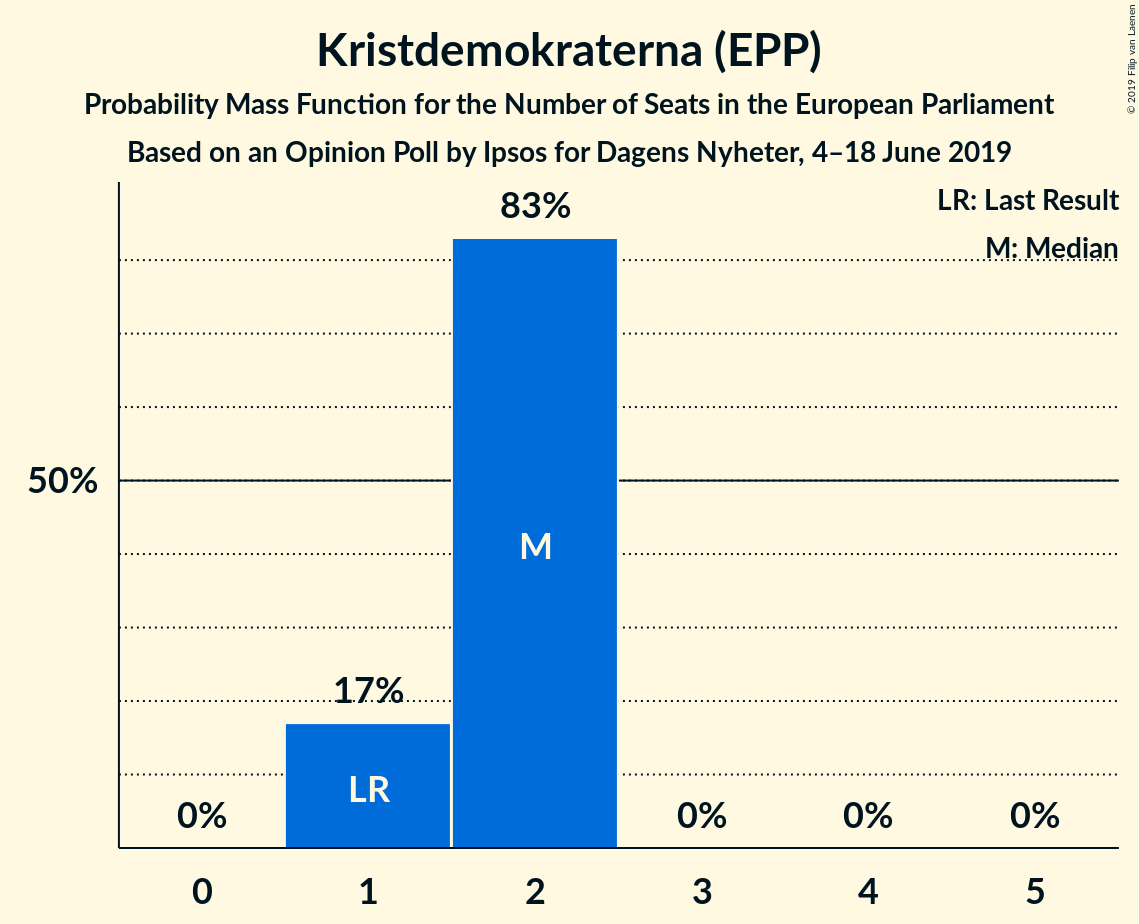 Kristdemokraterna (EPP)
Probability Mass Function for the Number of Seats in the European Parliament
Based on an Opinion Poll by Ipsos for Dagens Nyheter, 4–18 June 2019
© 2019 Filip van Laenen
LR: Last Result
M: Median
83%
50%
M
17%
LR
0%
0%
0%
0%
0
1
2
3
4
5